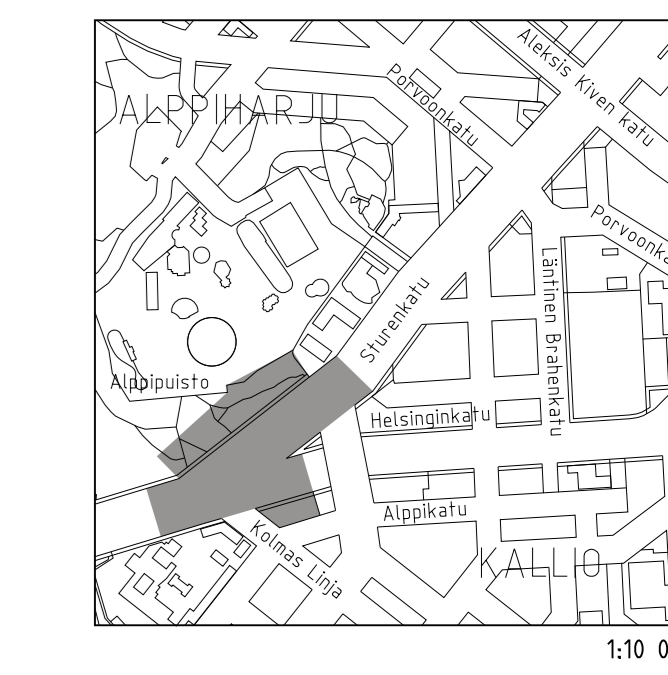 Aleksis Kiven katu
Porvoonkatu
ALPPIHARJU
Porvoonka
Läntinen Brahenkatu
Sturenkatu
Alppipuisto
Helsinginkatu
Alppikatu
Kolmas Linja
KALLIO
1:10 0